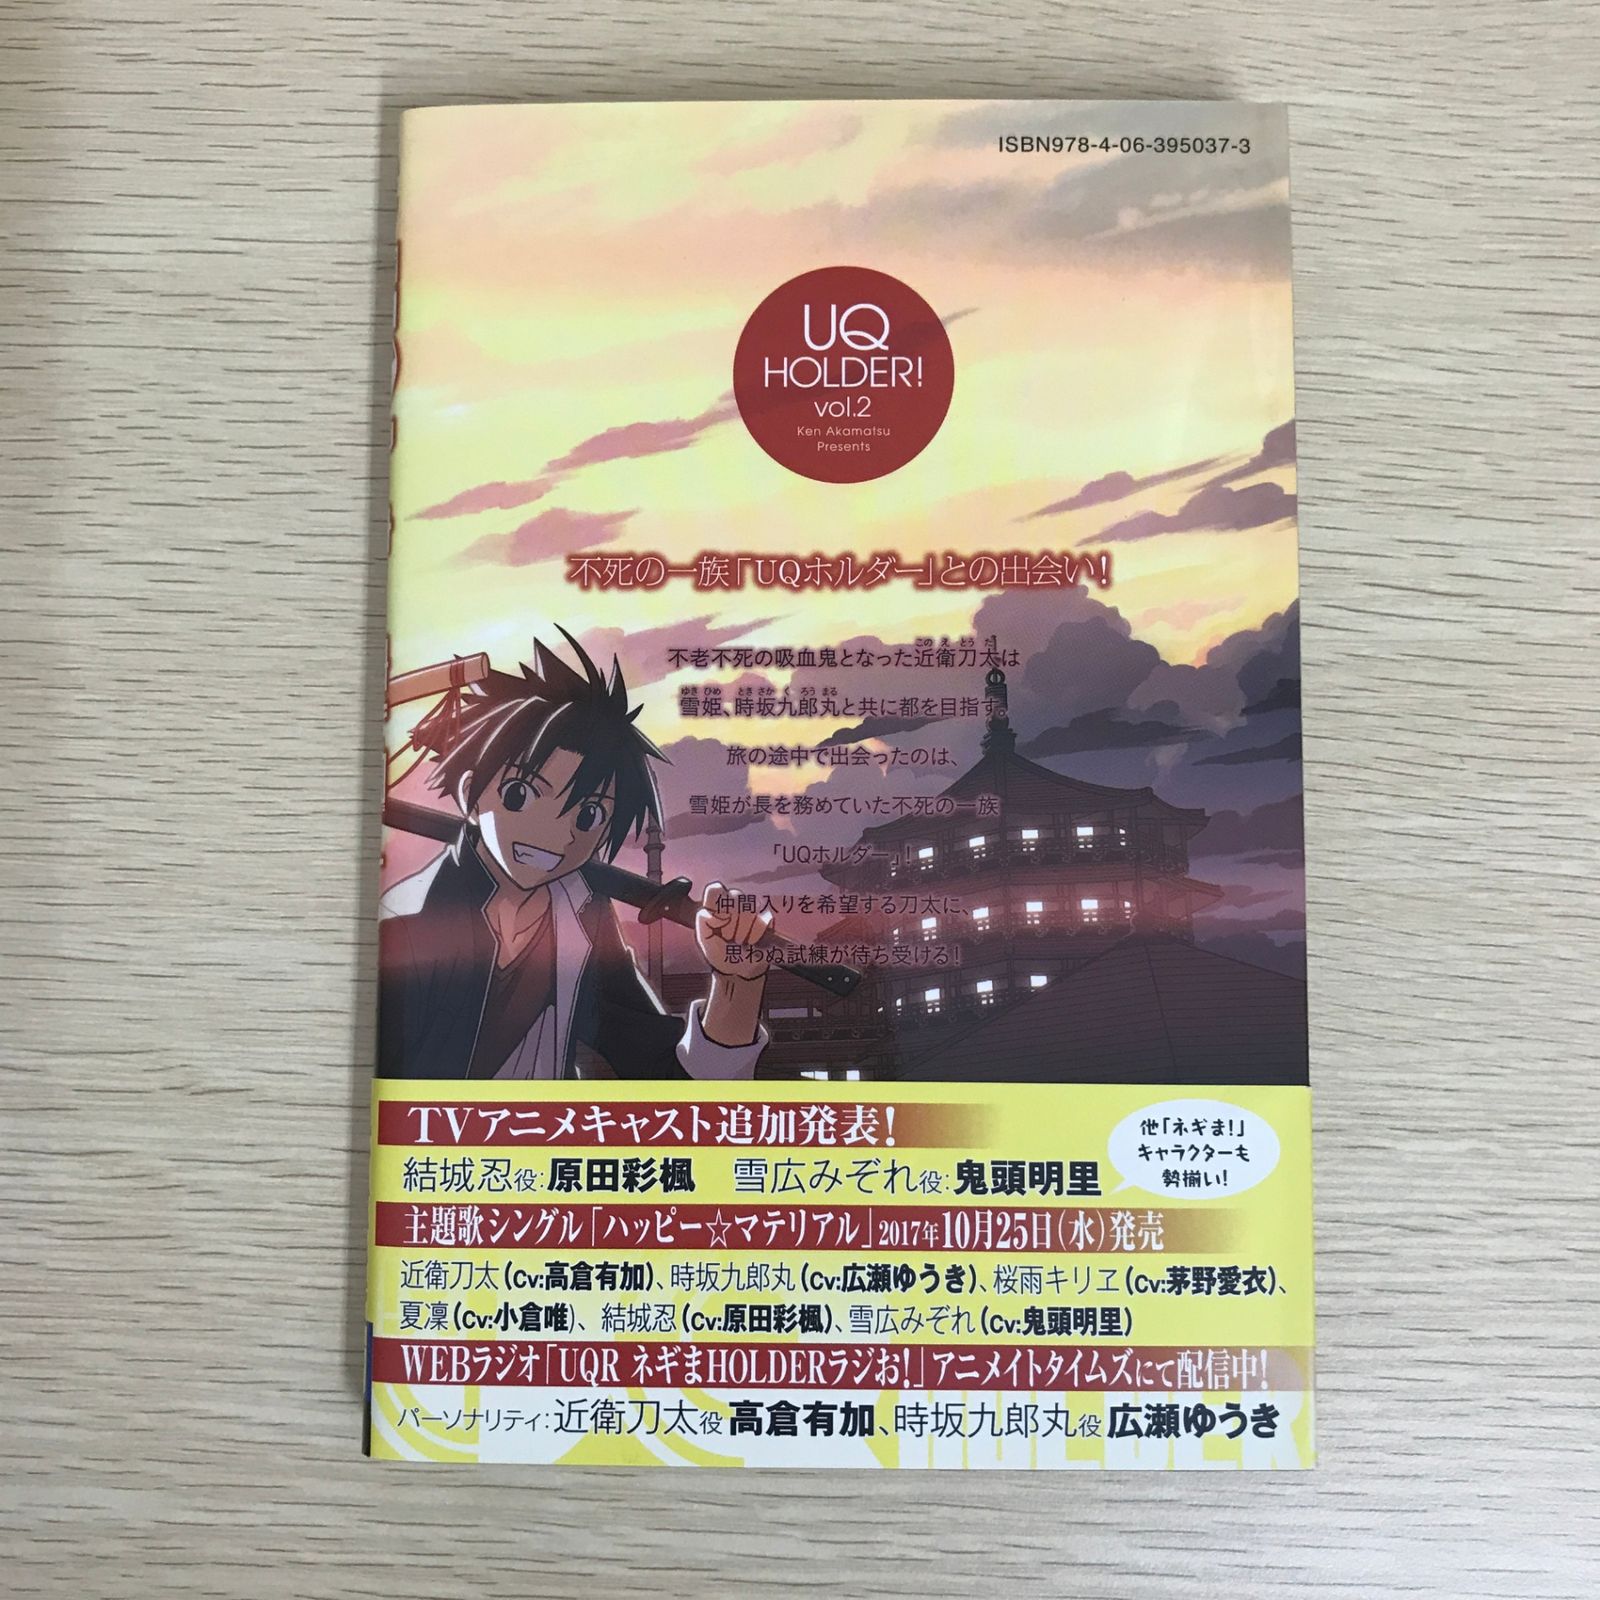 ISBN978-4-06-395037-3
UQ
HOLDER!
vol.2
Ken Akamatsu
Presents
不死の一族「UQホルダー」との出会い!
不老不死の吸血鬼となった近衛刀太は
雪姫、時坂九郎丸と共に都を目指す。
旅の途中で出会ったのは、
雪姫が長を務めていた不死の一族
「UQホルダー」!
仲間入りを希望する刀太に、
思わぬ試練が待ち受ける!
TVアニメキャスト追加発表!
結城忍役:原田彩楓 雪広みぞれ役:鬼頭明里
他「ネギま!」
キャラクターも
勢揃い!
主題歌シングル「ハッピー☆マテリアル」2017年10月25日(水)発売
近衛刀太(Cv:高倉有加)、時坂九郎丸(Cv:広瀬ゆうき)、桜雨キリヱ(Cv:茅野愛衣)、
夏凜(Cv:小倉唯)、結城忍(Cv:原田彩楓)、雪広みぞれ(Cv:鬼頭明里)
WEBラジオ「UQR ネギまHOLDERラジお!」アニメイトタイムズにて配信中!
パーソナリティ:近衛刀太役 高倉有加、時坂九郎丸役 広瀬ゆうき
HOLDER